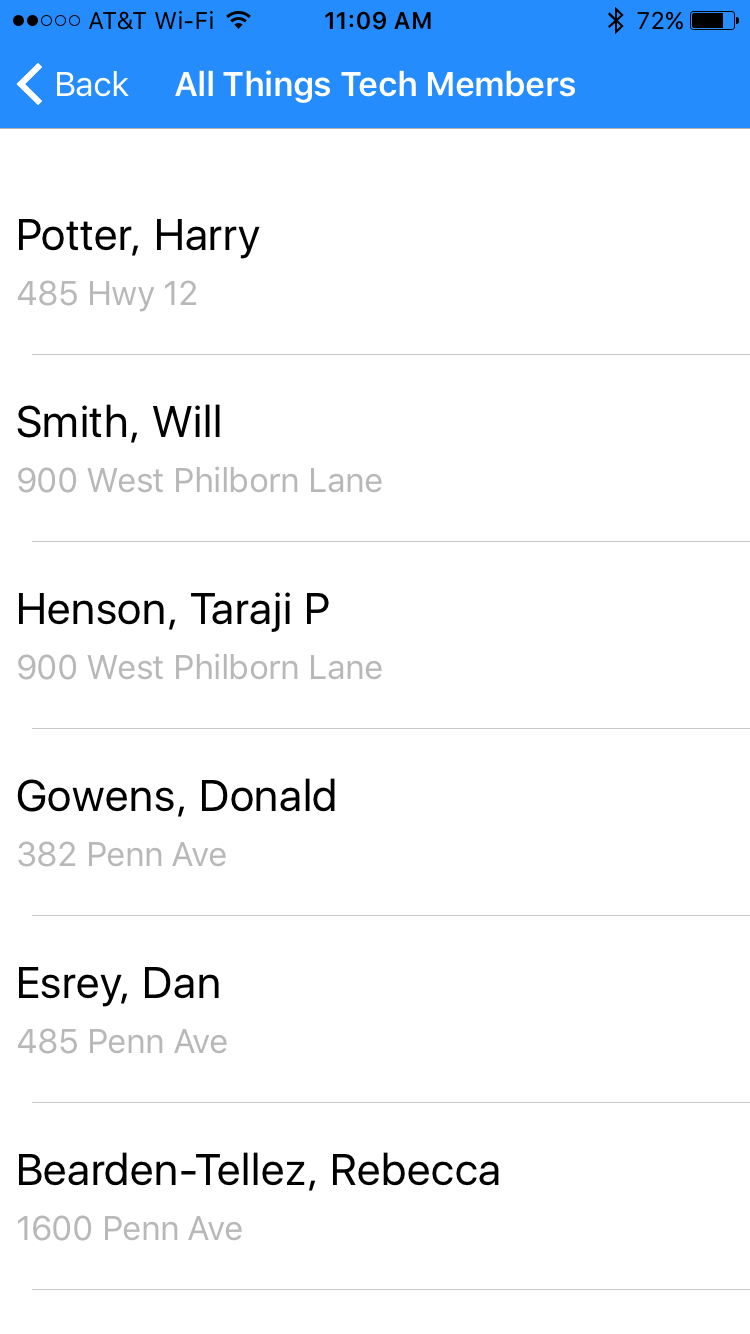 AT&T Wi-Fi 11:09 AM 72%
Back All Things Tech Members
Potter, Harry
485 Hwy 12
Smith, Will
900 West Philborn Lane
Henson, Taraji P
900 West Philborn Lane
Gowens, Donald
382 Penn Ave
Esrey, Dan
485 Penn Ave
Bearden-Tellez, Rebecca
1600 Penn Ave